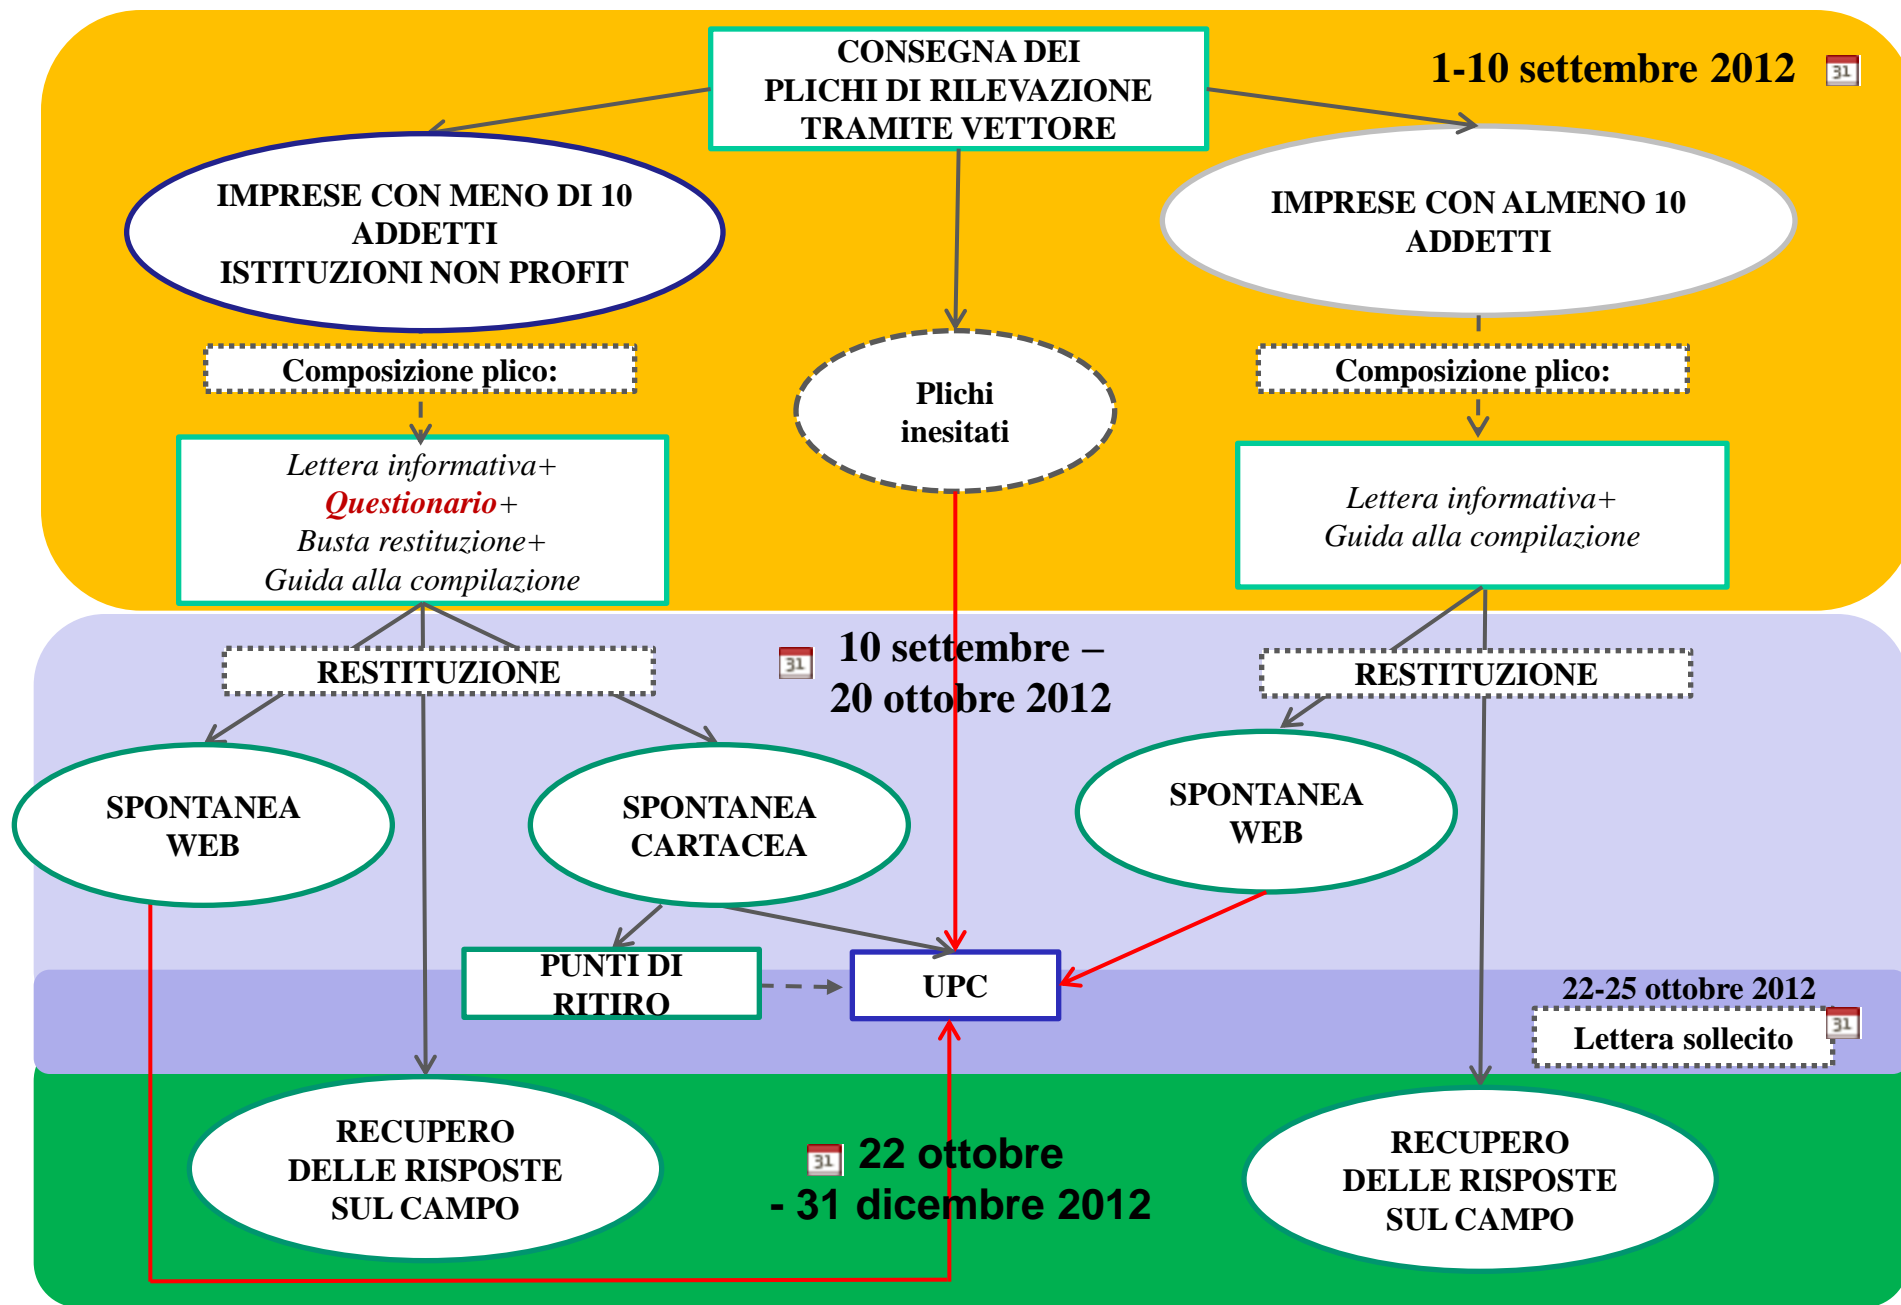 CONSEGNA DEI
PLICHI DI RILEVAZIONE
TRAMITE VETTORE
1-10 settembre 2012
31
IMPRESE CON MENO DI 10
ADDETTI
ISTITUZIONI NON PROFIT
IMPRESE CON ALMENO 10
ADDETTI
Composizione plico:
Plichi
inesitati
Composizione plico:
Lettera informativa+
Questionario+
Busta restituzione+
Guida alla compilazione
Lettera informativa+
Guida alla compilazione
RESTITUZIONE
31
10 settembre –
20 ottobre 2012
RESTITUZIONE
SPONTANEA
WEB
SPONTANEA
CARTACEA
SPONTANEA
WEB
PUNTI DI
RITIRO
UPC
22-25 ottobre 2012
31
Lettera sollecito
RECUPERO
DELLE RISPOSTE
SUL CAMPO
31
22 ottobre
- 31 dicembre 2012
RECUPERO
DELLE RISPOSTE
SUL CAMPO